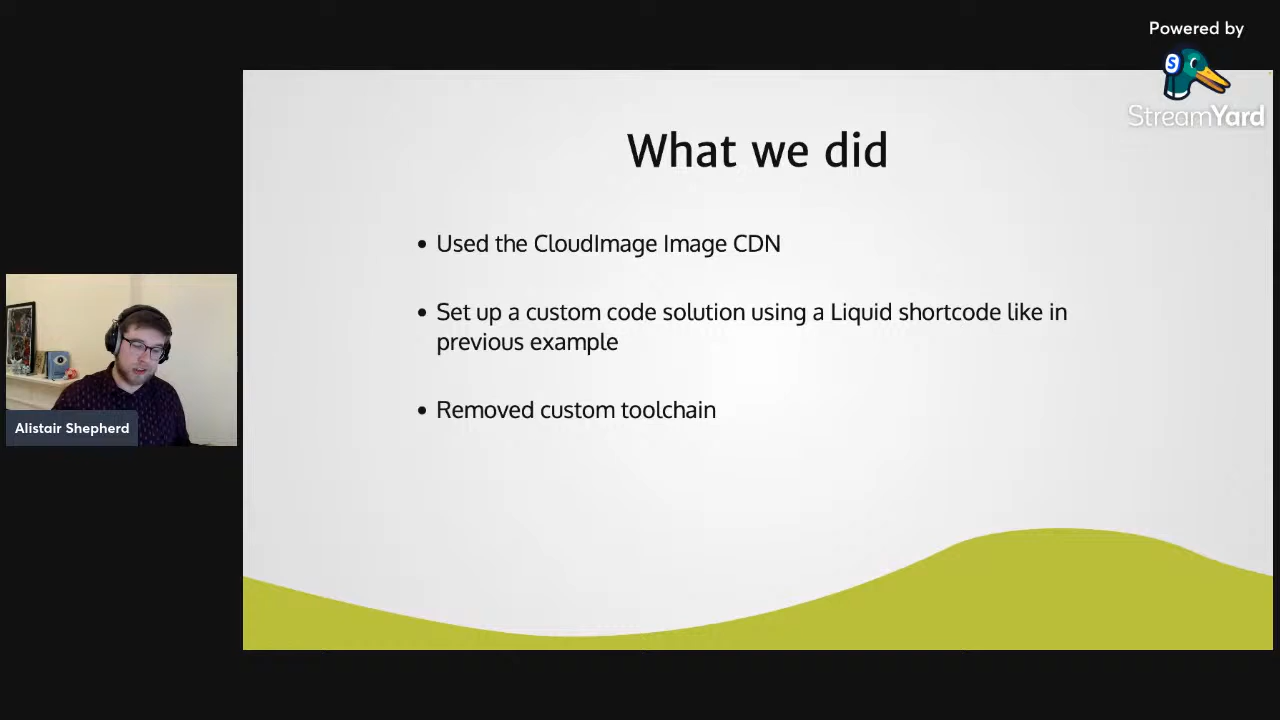 Powered by
S
StreamYard
What we did
• Used the CloudImage Image CDN
• Set up a custom code solution using a Liquid shortcode like in
previous example
• Removed custom toolchain
Alistair Shepherd